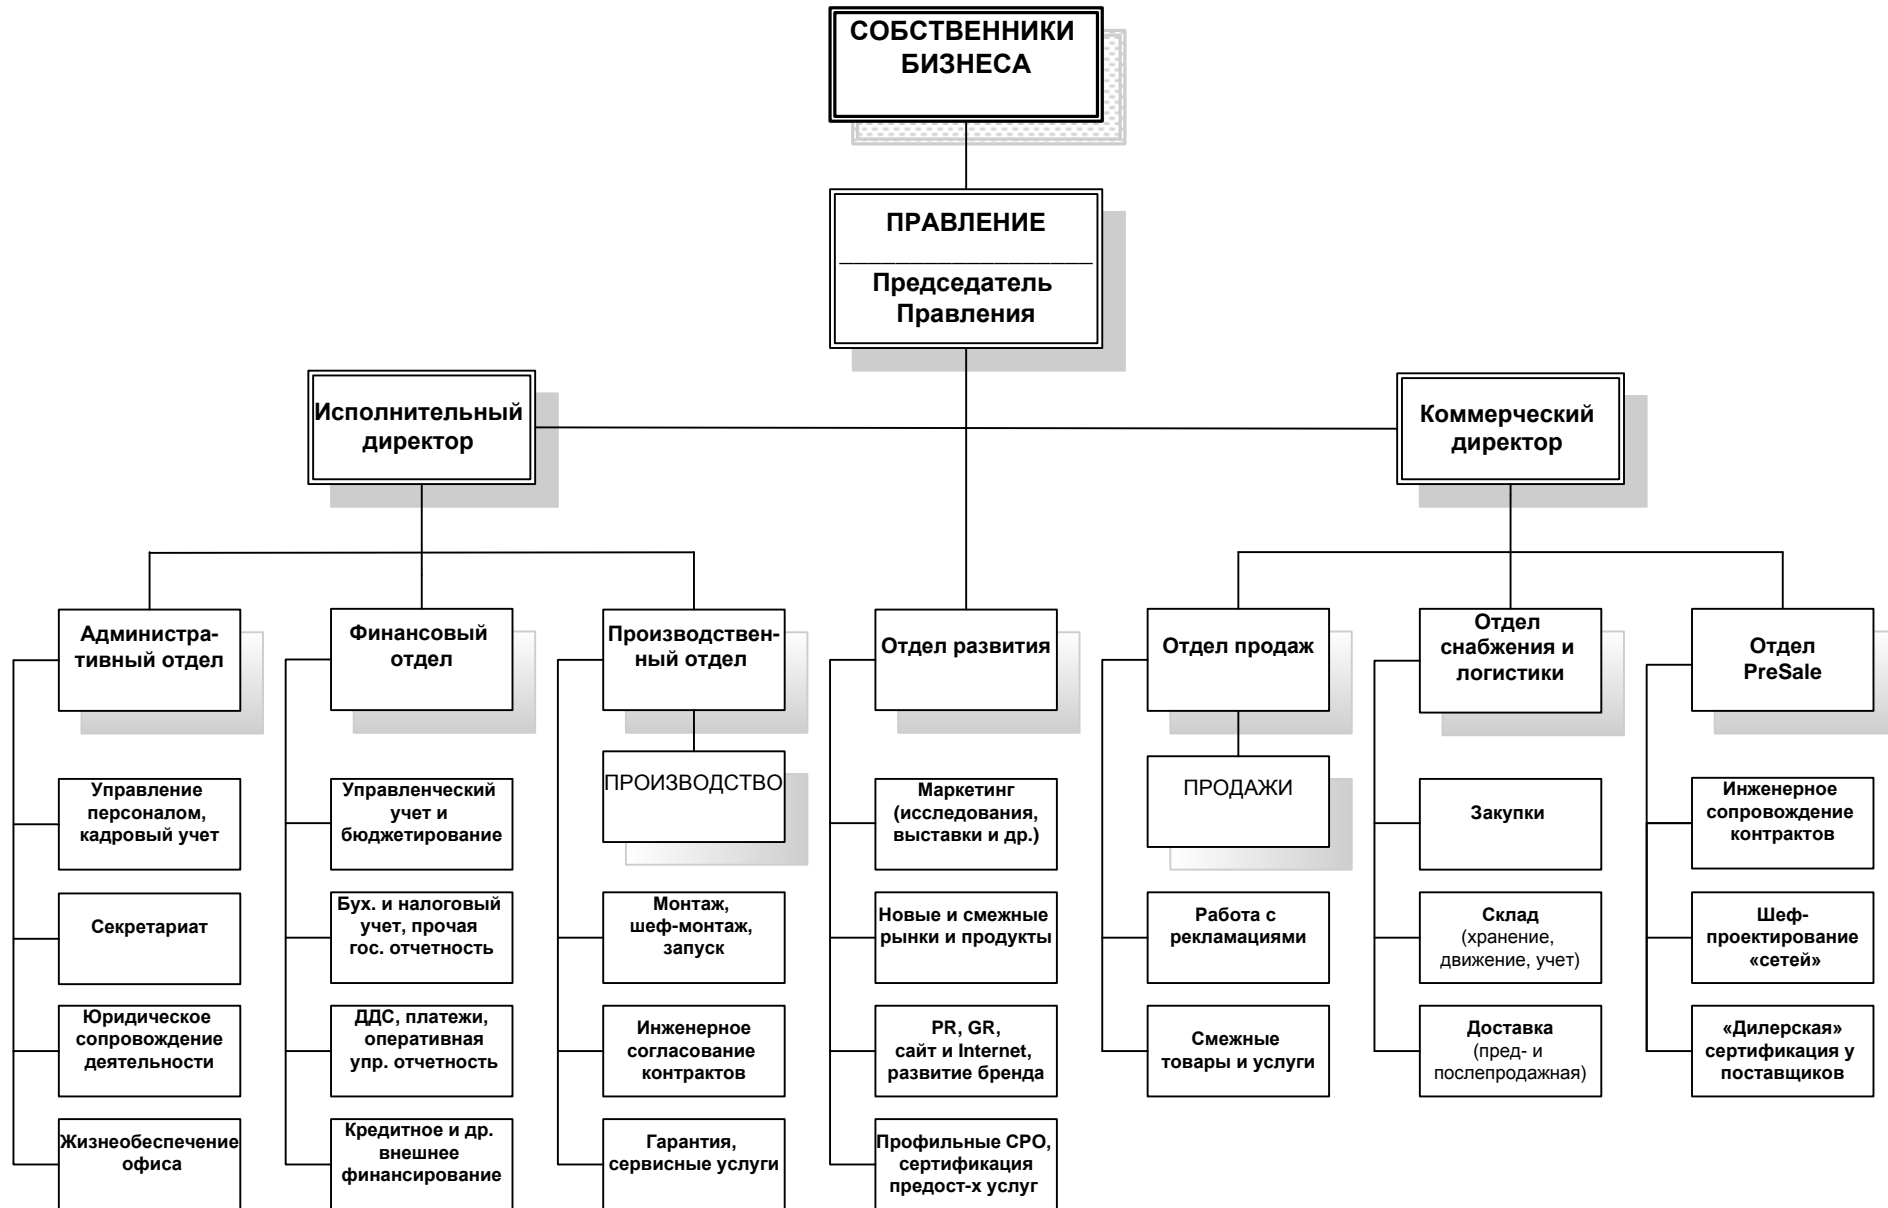 СОБСТВЕННИКИ
БИЗНЕСА
ПРАВЛЕНИЕ
Председатель
Правления
Исполнительный
директор
Коммерческий
директор
Административ-
тивный отдел
Финансовый
отдел
Производствен-
ный отдел
Отдел развития
Отдел продаж
Отдел
снабжения и
логистики
Отдел
PreSale
Управление
персоналом,
кадровый учет
Секретариат
Юридическое
сопровождение
деятельности
Жизнеобеспечение
офиса
Управленческий
учет и
бюджетирование
Бух. и налоговый
учет, прочая
гос. отчетность
ДДС, платежи,
оперативная
упр. отчетность
Кредитное и др.
внешнее
финансирование
ПРОИЗВОДСТВО
Монтаж,
шеф-монтаж,
запуск
Инженерное
согласование
контрактов
Гарантия,
сервисные услуги
Маркетинг
(исследования,
выставки и др.)
Новые и смежные
рынки и продукты
PR, GR,
сайт и Internet,
развитие бренда
Профильные СРО,
сертификация
предост-х услуг
ПРОДАЖИ
Работа с
рекламациями
Смежные
товары и услуги
Закупки
Склад
(хранение,
движение, учет)
Доставка
(пред- и
послепродажная)
Инженерное
сопровождение
контрактов
Шеф-
проектирование
«сетей»
«Дилерская»
сертификация у
поставщиков